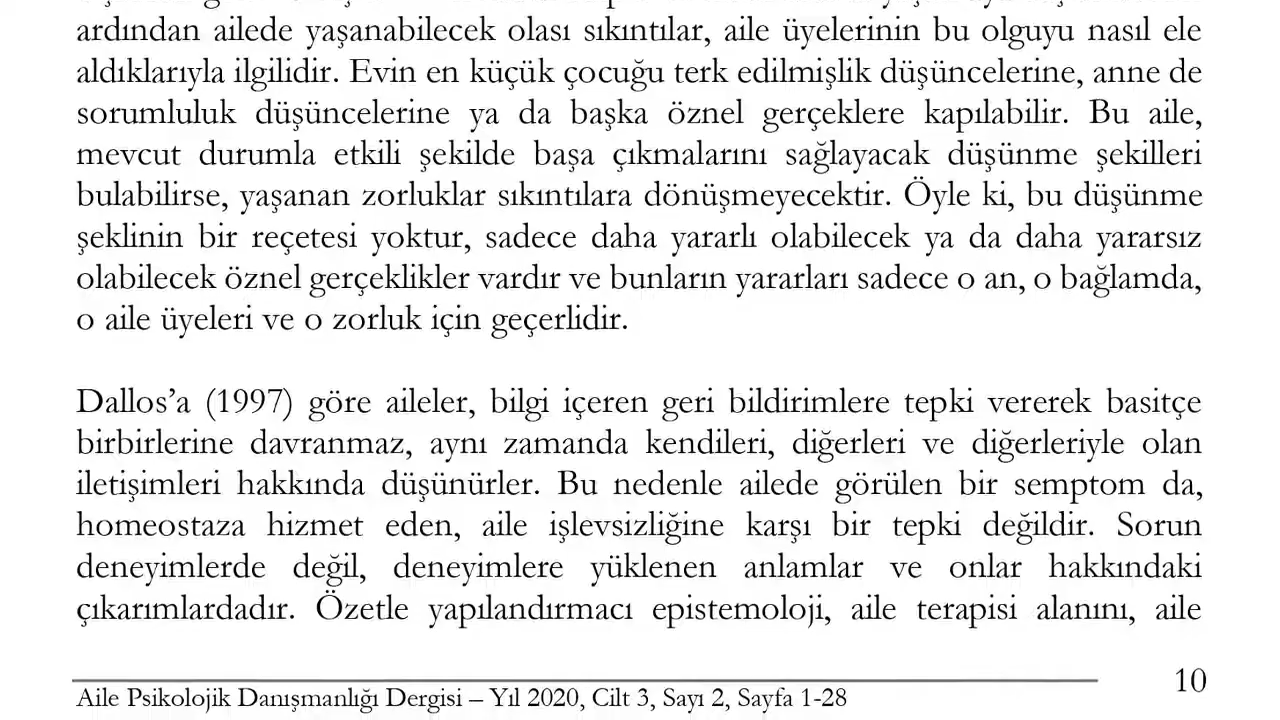 ardından ailede yaşanabilecek olası sıkıntılar, aile üyelerinin bu olguyu nasıl ele
aldıklarıyla ilgilidir. Evin en küçük çocuğu terk edilmişlik düşüncelerine, anne de
sorumluluk düşüncelerine ya da başka öznel gerçeklere kapılabilir. Bu aile,
mevcut durumla etkili şekilde başa çıkmalarını sağlayacak düşünme şekilleri
bulabilirse, yaşanan zorluklar sıkıntılara dönüşmeyecektir. Öyle ki, bu düşünme
şeklinin bir reçetesi yoktur, sadece daha yararlı olabilecek ya da daha yararsız
olabilecek öznel gerçeklikler vardır ve bunların yararları sadece o an, o bağlamda,
o aile üyeleri ve o zorluk için geçerlidir.
Dallos’a (1997) göre aileler, bilgi içeren geri bildirimlere tepki vererek basitçe
birbirlerine davranmaz, aynı zamanda kendileri, diğerleri ve diğerleriyle olan
iletişimleri hakkında düşünürler. Bu nedenle ailede görülen bir semptom da,
homeostaza hizmet eden, aile işlevsizliğine karşı bir tepki değildir. Sorun
deneyimlerde değil, deneyimlere yüklenen anlamlar ve onlar hakkındaki
çıkarımlardadır. Özetle yapılandırmacı epistemoloji, aile terapisi alanını, aile
10
Aile Psikolojik Danışmanlığı Dergisi – Yıl 2020, Cilt 3, Sayı 2, Sayfa 1-28